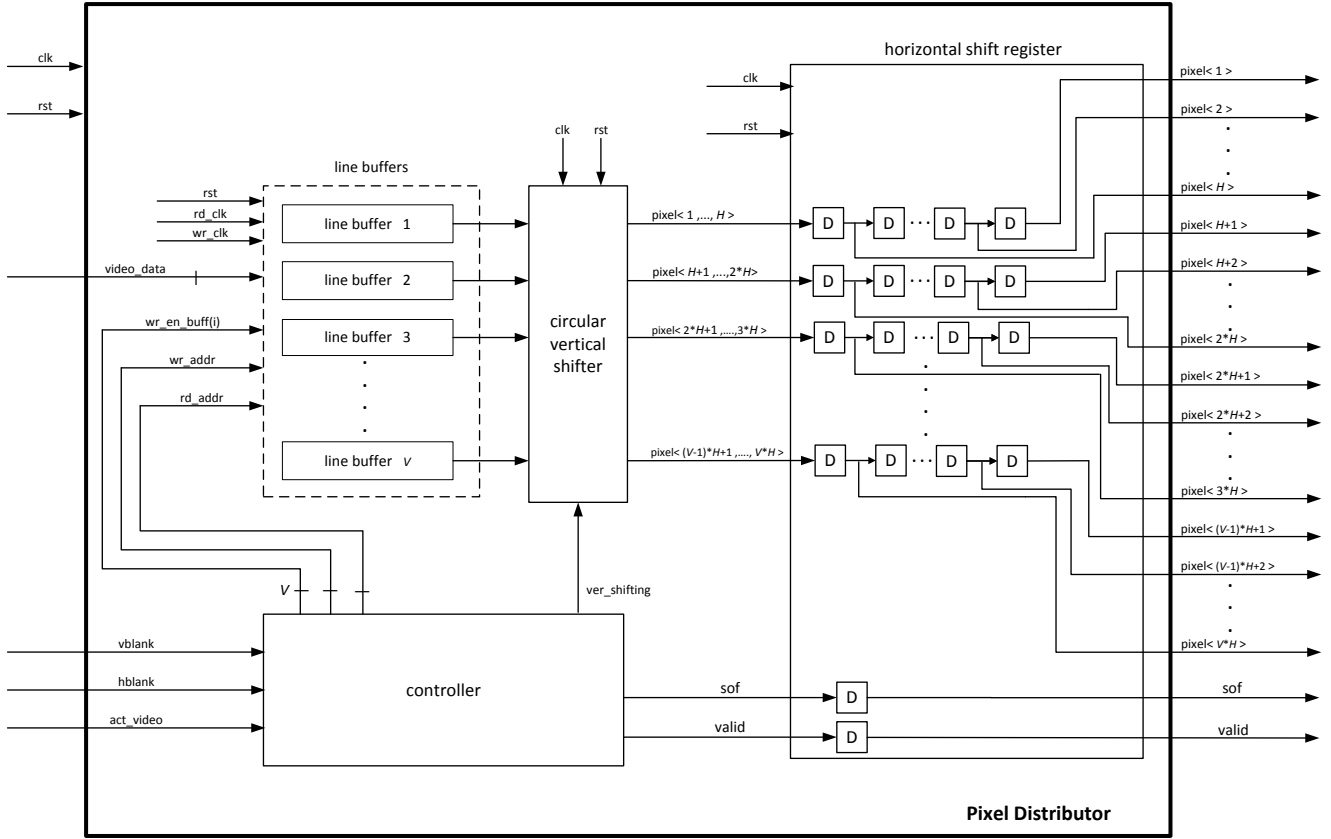 horizontal shift register
clk
rst
clk
rst
clk
rst
line buffers
rst
rd_clk
wr_clk
video_data
wr_en_buff(i)
wr_addr
rd_addr
line buffer 1
line buffer 2
line buffer 3
line buffer V
circular
vertical
shifter
pixel< 1 ,..., H >
pixel< H+1 ,...,2*H>
pixel< 2*H+1 ,....,3*H >
pixel< (V-1)*H+1 ,...., V*H >
D D ... D D
D D ... D D
D D ... D D
D D ... D D
pixel< 1 >
pixel< 2 >
pixel< H >
pixel< H+1 >
pixel< H+2 >
pixel< 2*H >
pixel< 2*H+1 >
pixel< 2*H+2 >
pixel< 3*H >
pixel< (V-1)*H+1 >
pixel< (V-1)*H+2 >
pixel< V*H >
V
ver_shifting
vblank
hblank
act_video
controller
sof
D
sof
valid
D
valid
Pixel Distributor